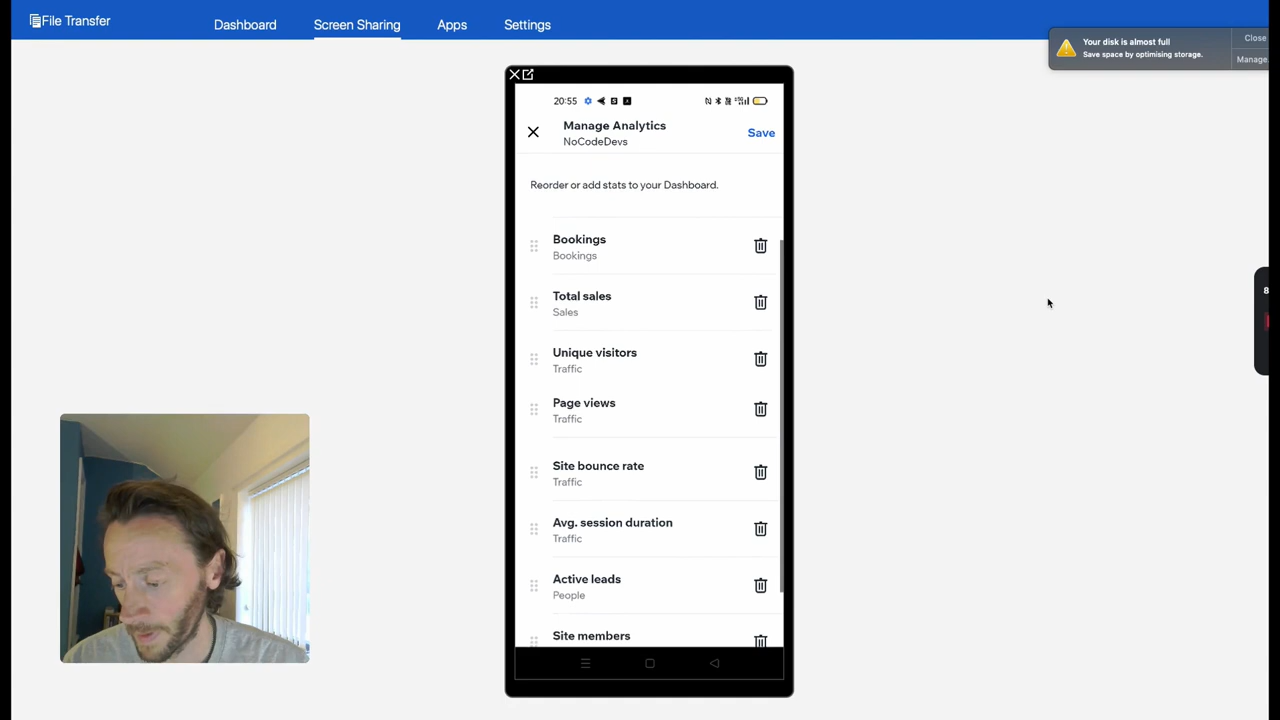 File Transfer
Dashboard
Screen Sharing
Apps
Settings
Your disk is almost full
Save space by optimising storage.
Close
Manage
20:55
Manage Analytics
NoCodeDevs
Save
Reorder or add stats to your Dashboard.
Bookings
Bookings
Total sales
Sales
Unique visitors
Traffic
Page views
Traffic
Site bounce rate
Traffic
Avg. session duration
Traffic
Active leads
People
Site members
8